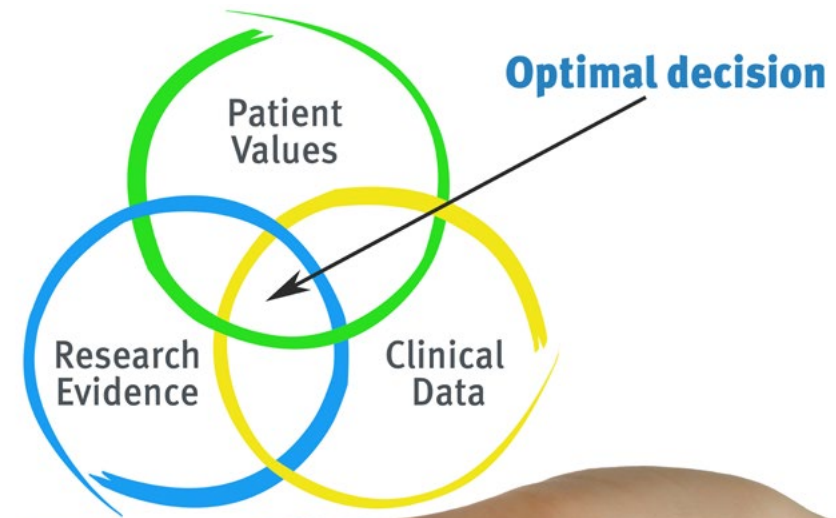 Optimal decision
Patient
Values
Research
Evidence
Clinical
Data